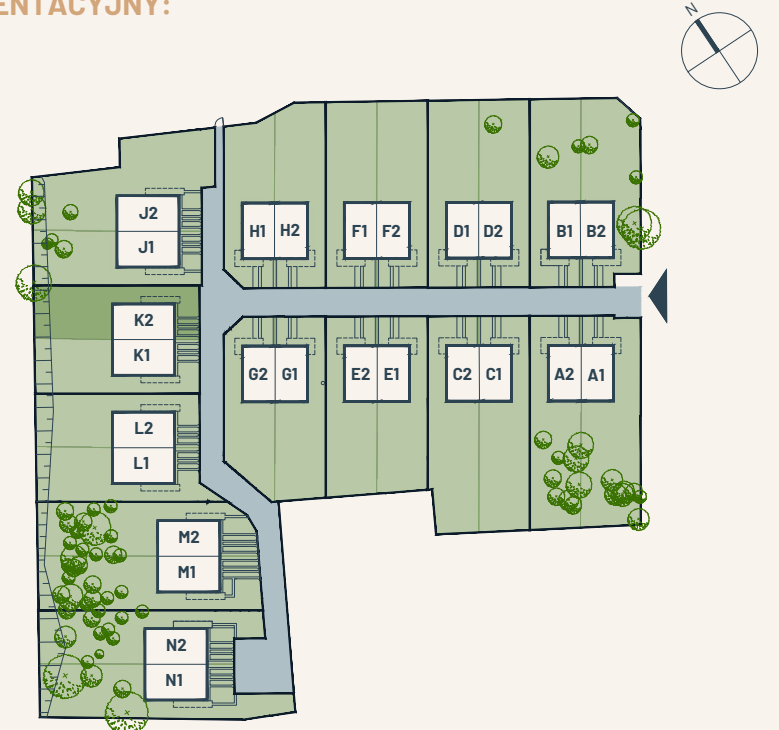 ENTACYJNY:
N
J2
J1
H1 H2
F1 F2
D1 D2
B1 B2
K2
K1
G2 G1
E2 E1
C2 C1
A2 A1
L2
L1
M2
M1
N2
N1